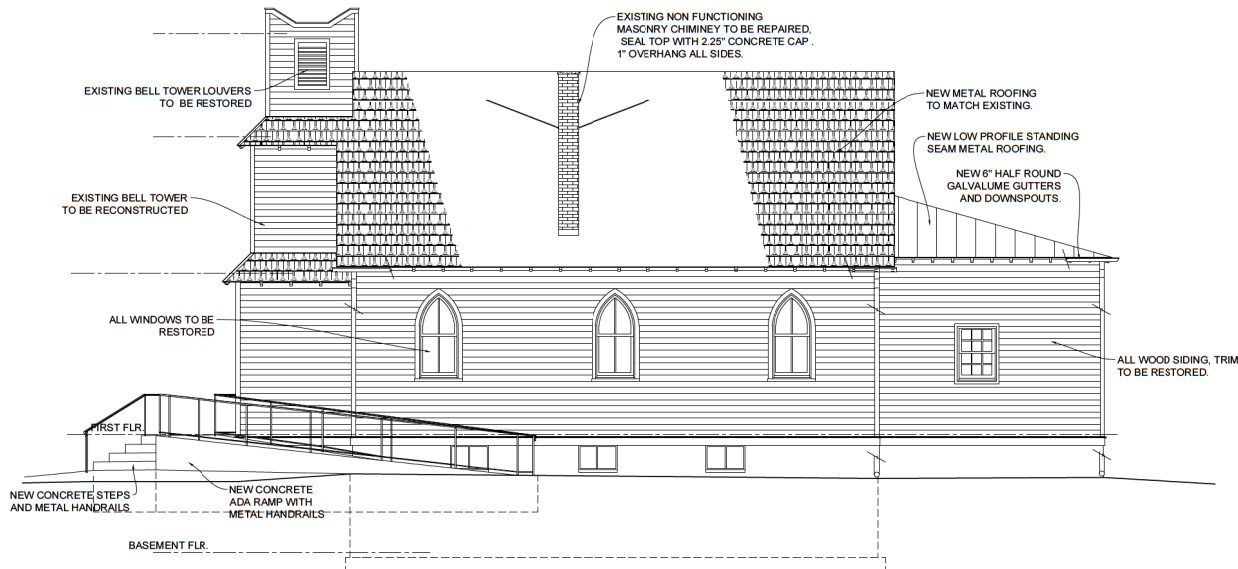 EXISTING NON FUNCTIONING
MASONRY CHIMINEY TO BE REPAIRED,
SEAL TOP WITH 2.25" CONCRETE CAP .
1" OVERHANG ALL SIDES.
EXISTING BELL TOWER LOUVERS
TO BE RESTORED
NEW METAL ROOFING
TO MATCH EXISTING.
NEW LOW PROFILE STANDING
SEAM METAL ROOFING.
NEW 6" HALF ROUND
GALVALUME GUTTERS
AND DOWNSPOUTS.
EXISTING BELL TOWER
TO BE RECONSTRUCTED
ALL WINDOWS TO BE
RESTORED
ALL WOOD SIDING, TRIM
TO BE RESTORED.
FIRST FLR.
NEW CONCRETE STEPS
AND METAL HANDRAILS
NEW CONCRETE
ADA RAMP WITH
METAL HANDRAILS
BASEMENT FLR.